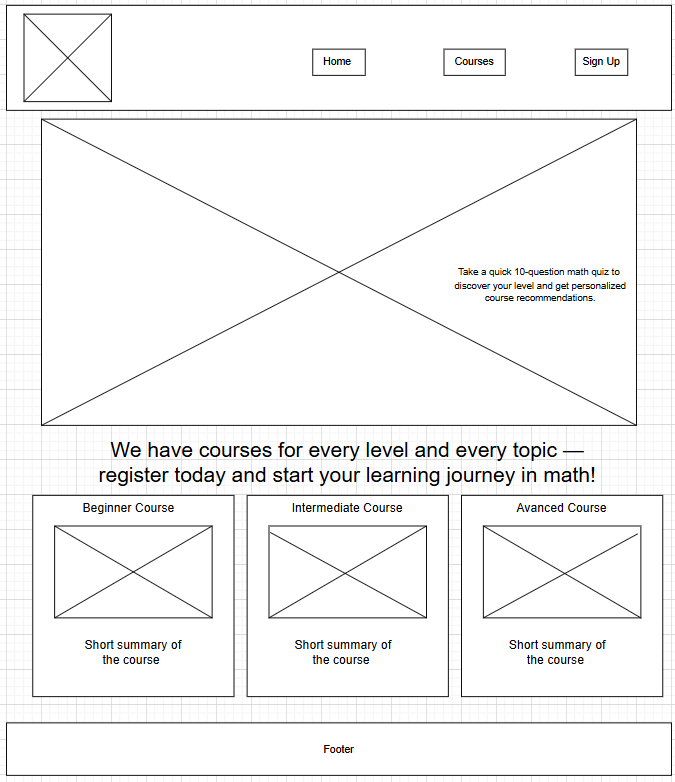 Home
Courses
Sign Up
Take a quick 10-question math quiz to
discover your level and get personalized
course recommendations.
We have courses for every level and every topic —
register today and start your learning journey in math!
Beginner Course
Intermediate Course
Avanced Course
Short summary of
the course
Short summary of
the course
Short summary of
the course
Footer